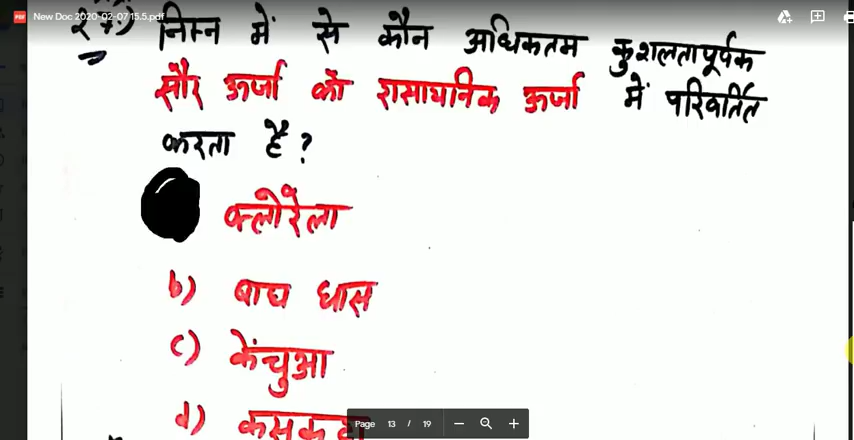 New Doc 2020-02-07 15.5.pdf
निम्न में से कौन अधिकतम कुशलतापूर्वक
सौर ऊर्जा को रासायनिक ऊर्जा में परिवर्तित
करता है?
क्लोरेला
b) बाघ घास
c) केंचुआ
d)
Page 13 / 19